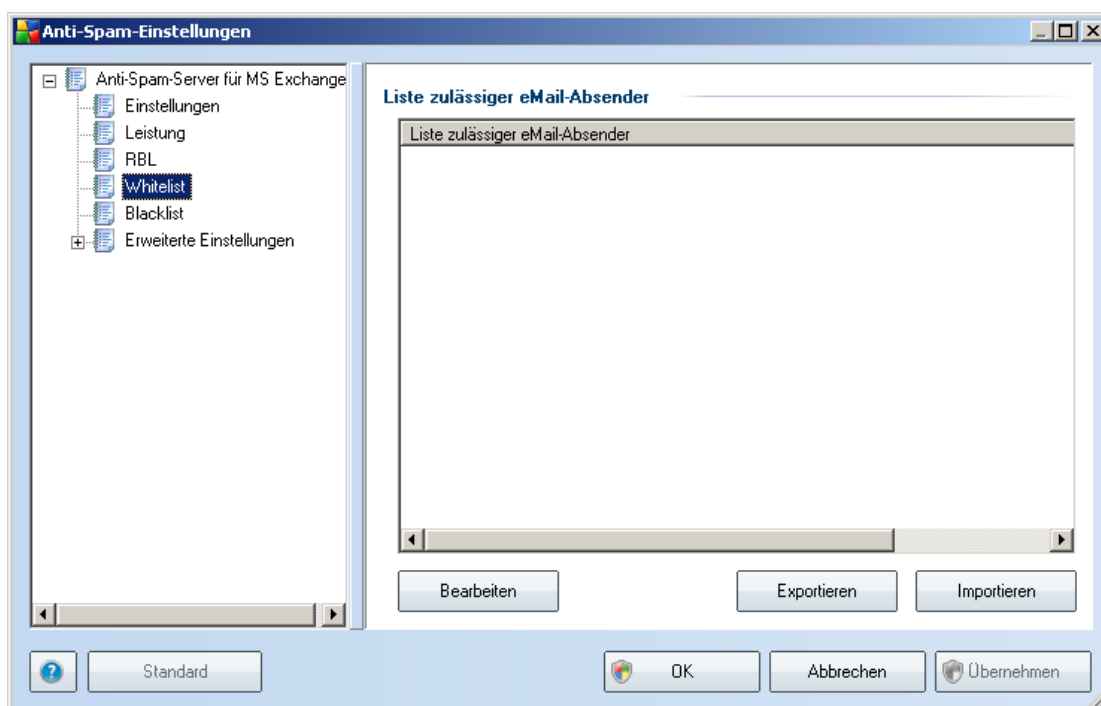 Anti-Spam-Einstellungen
Anti-Spam-Server für MS Exchange
Einstellungen
Leistung
RBL
Whitelist
Blacklist
Erweiterte Einstellungen
Liste zulässiger eMail-Absender
Liste zulässiger eMail-Absender
Bearbeiten
Exportieren
Importieren
Standard
OK
Abbrechen
Übernehmen